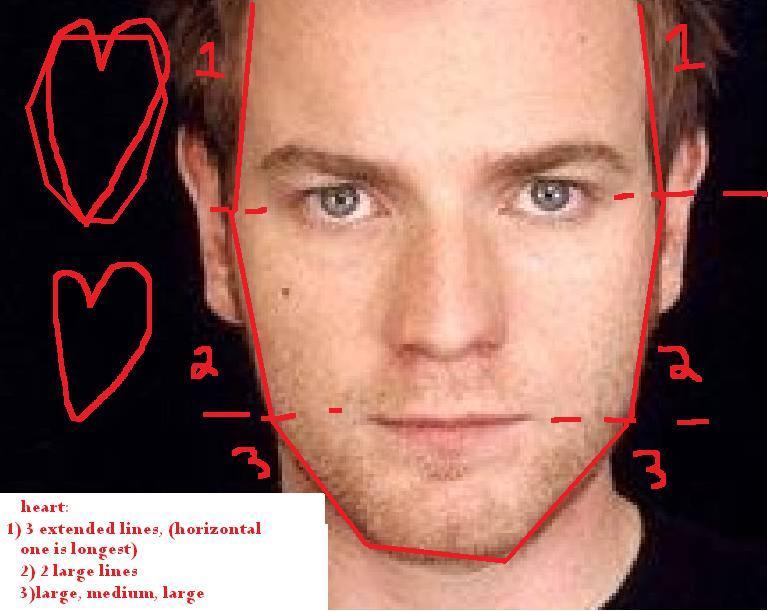 1 1
2 2
3 3
heart:
1) 3 extended lines, (horizontal
one is longest)
2) 2 large lines
3)large, medium, large